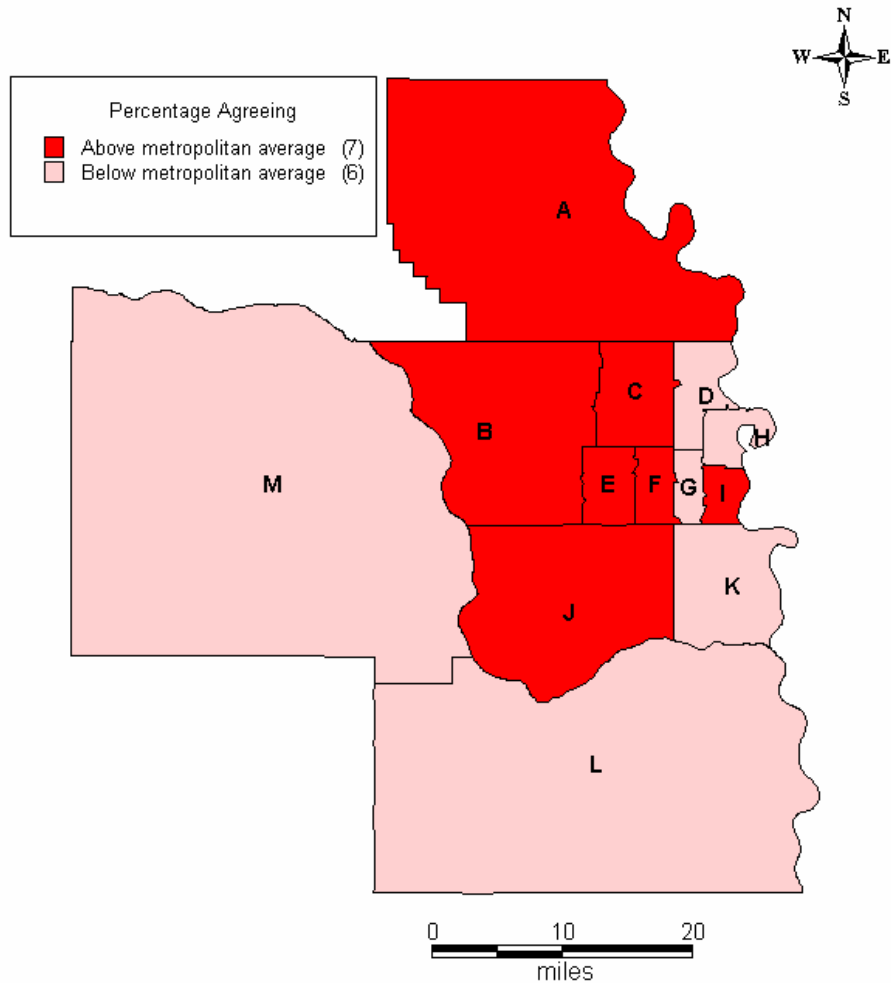 N
W E
S
Percentage Agreeing
Above metropolitan average (7)
Below metropolitan average (6)
A
B
C
D
H
M
E
F
G
I
J
K
L
0 10 20
miles